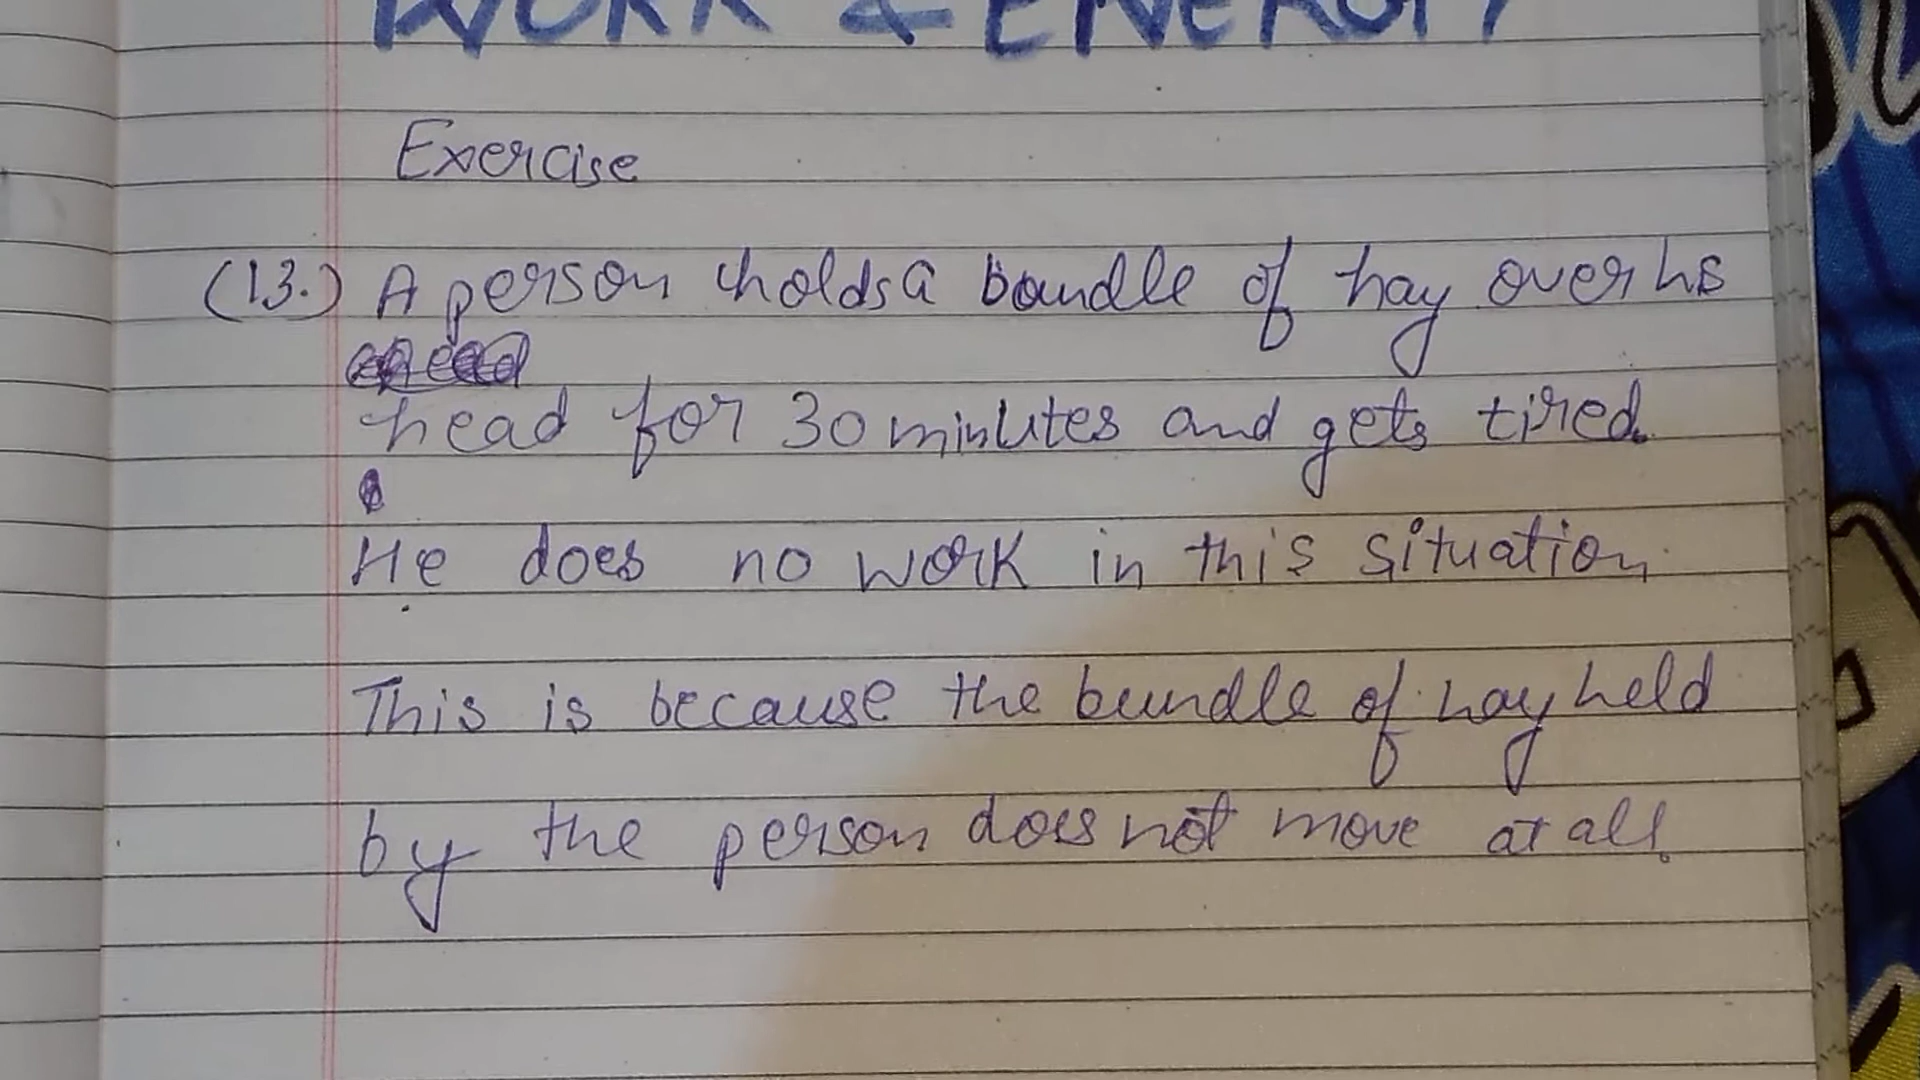 WORK & ENERGY
Exercise
(13.) A person holds a bundle of hay over his
head for 30 minutes and gets tired.
He does no work in this situation.
This is because the bundle of hay held
by the person does not move at all.